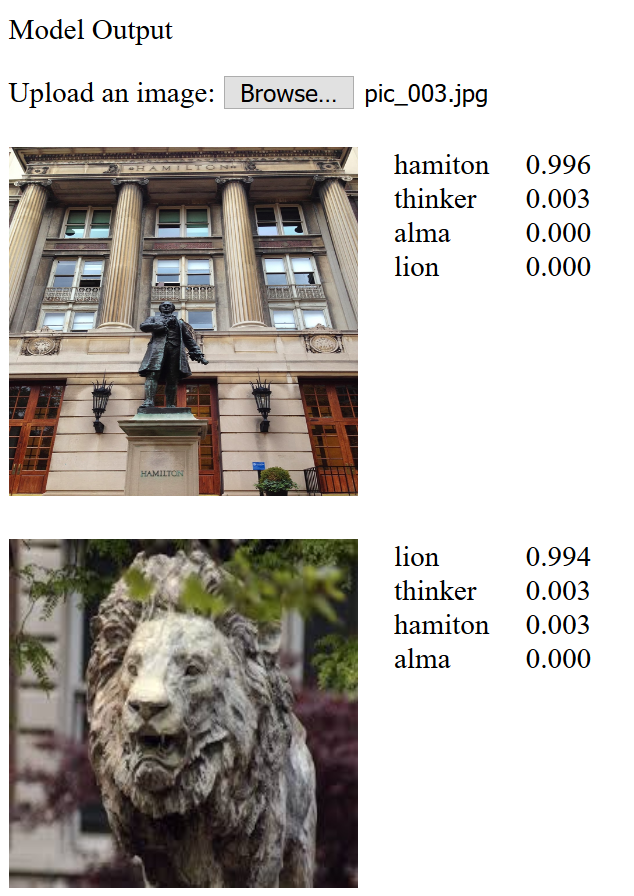 Model Output
Upload an image: Browse... pic_003.jpg
HAMILTON
hamiton 0.996
thinker 0.003
alma 0.000
lion 0.000
HAMILTON
lion 0.994
thinker 0.003
hamiton 0.003
alma 0.000